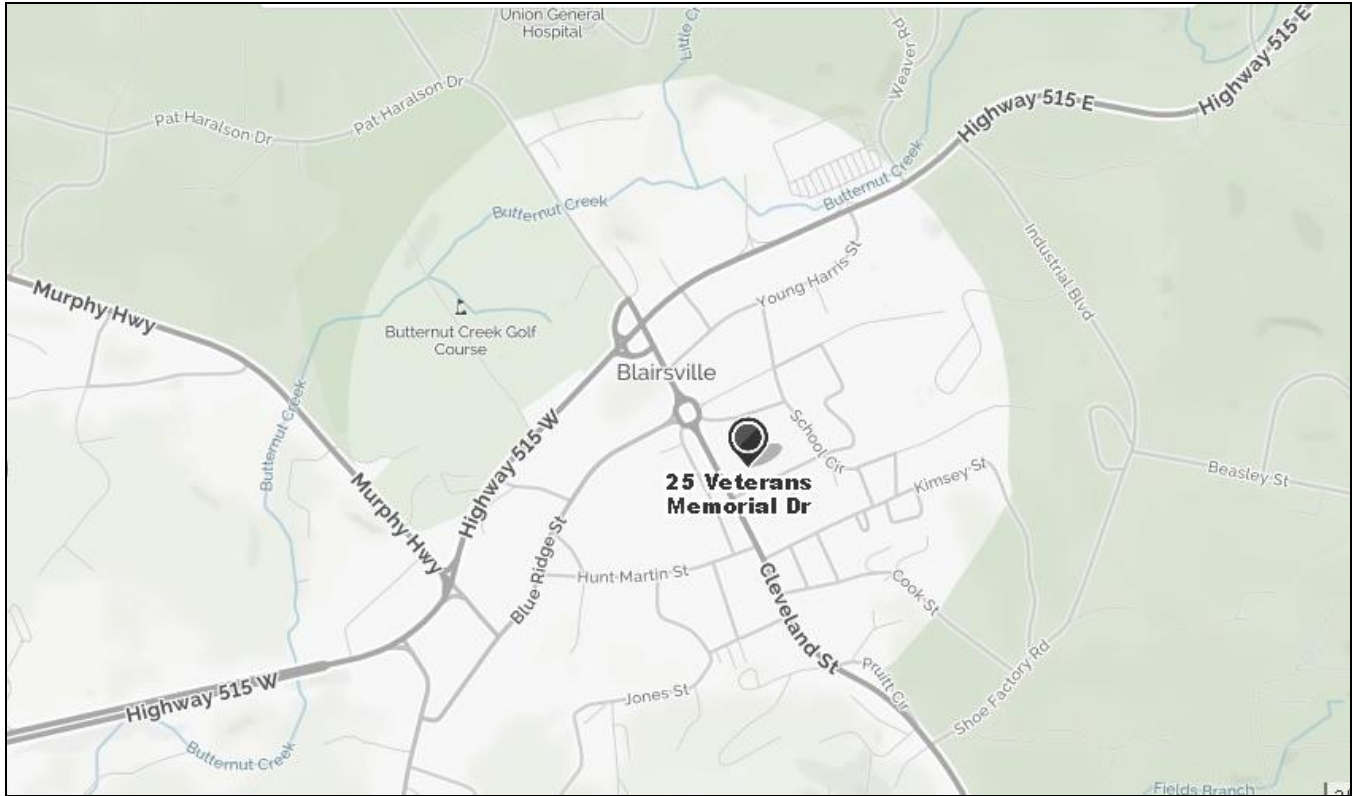 Union General
Hospital
Little Cr
Weaver Rd
Highway 515 E
Highway 515 E
Pat Haralson Dr
Pat Haralson Dr
Butternut Creek
Butternut Creek
Industrial Blvd
Young Harris St
Murphy Hwy
Butternut Creek Golf
Course
Blairsville
Butternut Creek
Highway 515 W
School Cir
25 Veterans
Memorial Dr
Kimsey St
Beasley St
Murphy Hwy
Blue Ridge St
Hunt Martin St
Cleveland St
Cook St
Pruitt Cir
Shoe Factory Rd
Jones St
Highway 515 W
Butternut Creek
Fields Branch